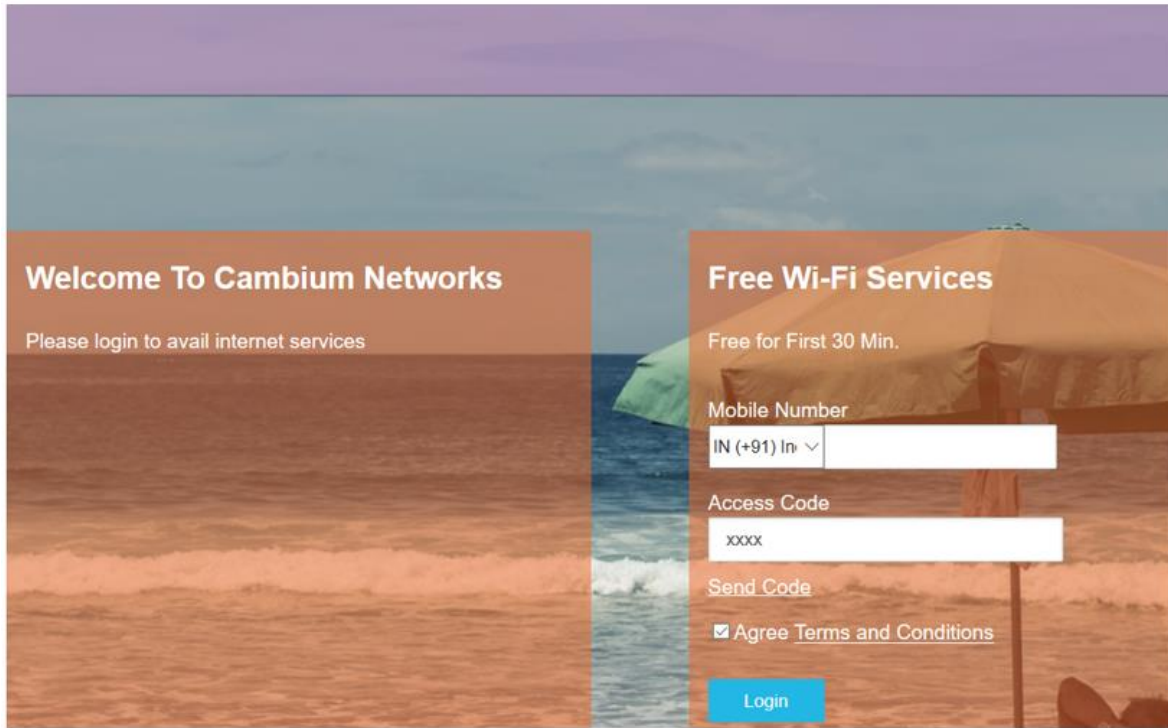 Welcome To Cambium Networks
Please login to avail internet services
Free Wi-Fi Services
Free for First 30 Min.
Mobile Number
IN (+91) In
Access Code
xxxx
Send Code
Agree Terms and Conditions
Login